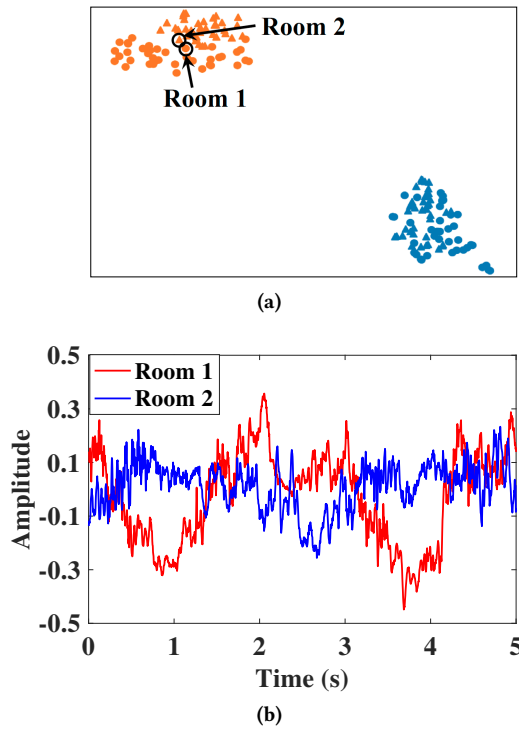 Room 2
Room 1
(a)
0.5
0.3
0.1
-0.1
-0.3
-0.5
Amplitude
Room 1
Room 2
0 1 2 3 4 5
Time (s)
(b)